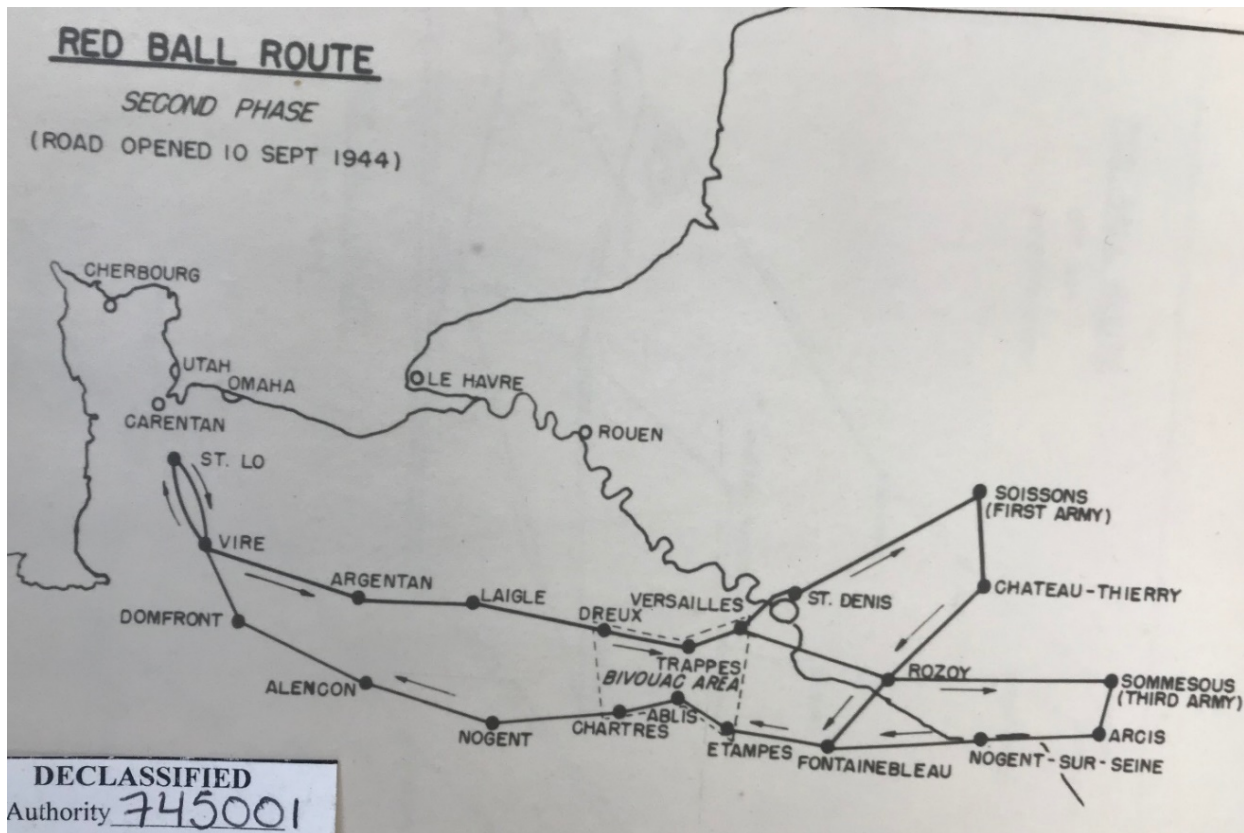 RED BALL ROUTE
SECOND PHASE
(ROAD OPENED 10 SEPT 1944)
CHERBOURG
UTAH
OMAHA
LE HAVRE
CARENTAN
ROUEN
ST. LO
SOISSONS
(FIRST ARMY)
VIRE
ARGENTAN
LAIGLE
DREUX
VERSAILLES
ST. DENIS
CHATEAU-THIERRY
DOMFRONT
TRAPPES
BIVOUAC AREA
ROZOY
SOMMESOUS
(THIRD ARMY)
ALENCON
NOGENT
CHARTRES
ABLIS
ETAMPES
FONTAINEBLEAU
NOGENT-SUR-SEINE
ARCIS
DECLASSIFIED
Authority 745001